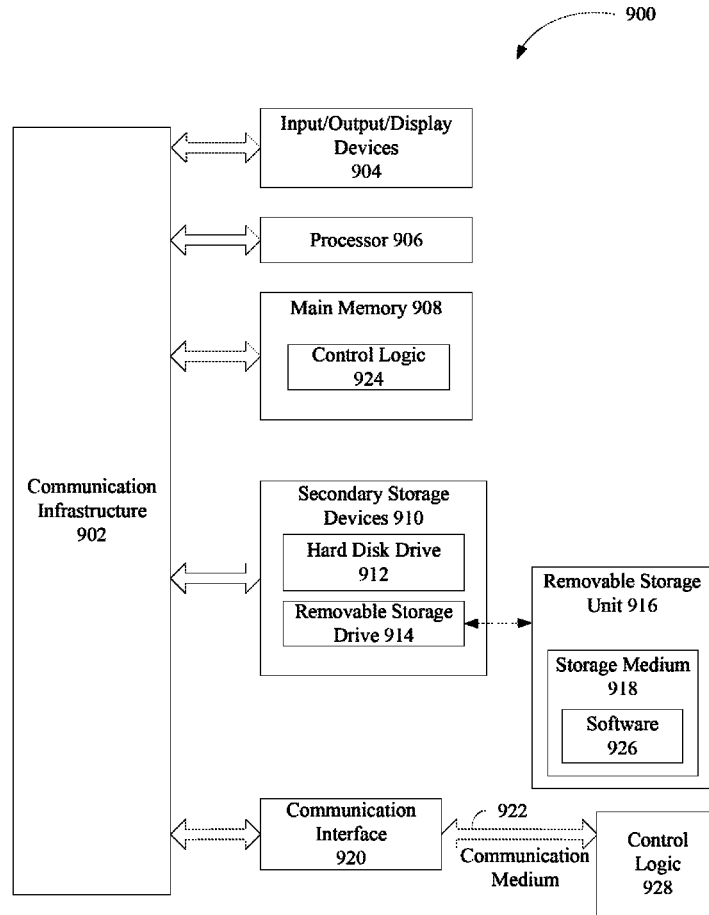 900
Input/Output/Display
Devices
904
Processor 906
Main Memory 908
Control Logic
924
Communication
Infrastructure
902
Secondary Storage
Devices 910
Hard Disk Drive
912
Removable Storage
Drive 914
Removable Storage
Unit 916
Storage Medium
918
Software
926
Communication
Interface
920
922
Communication
Medium
Control
Logic
928